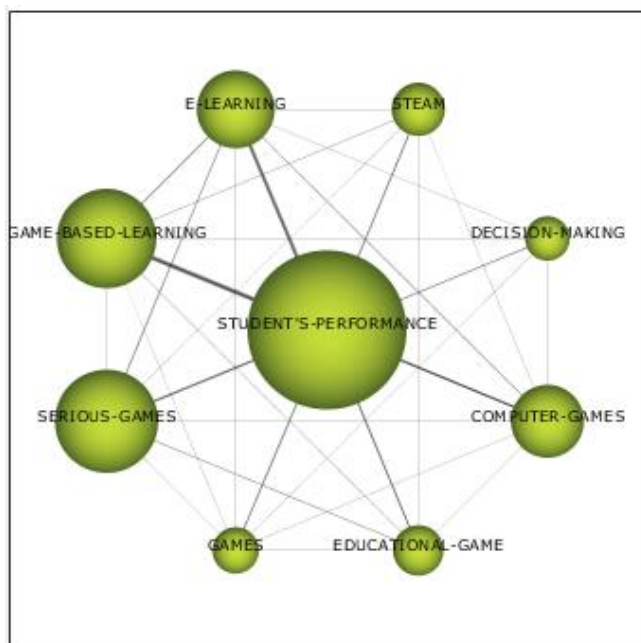 E-LEARNING
STEAM
GAME-BASED-LEARNING
DECISION-MAKING
STUDENT'S-PERFORMANCE
SERIOUS-GAMES
COMPUTER-GAMES
GAMES
EDUCATIONAL-GAME